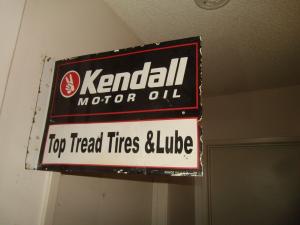 Kendall
MOTOR OIL
Top Tread Tires & Lube